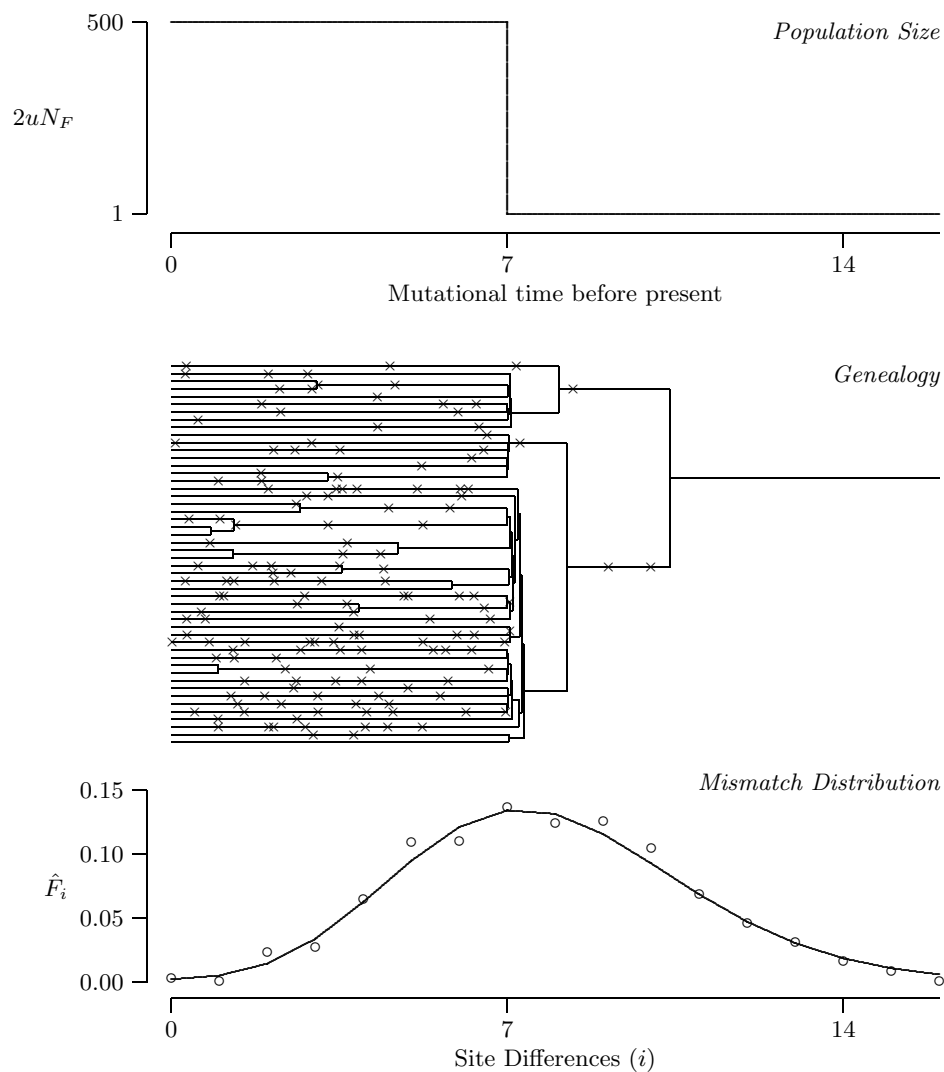 500
Population Size
2uN_F
1
0 7 14
Mutational time before present
Genealogy
Mismatch Distribution
0.15
0.10
F̂_i
0.05
0.00
0 7 14
Site Differences (i)